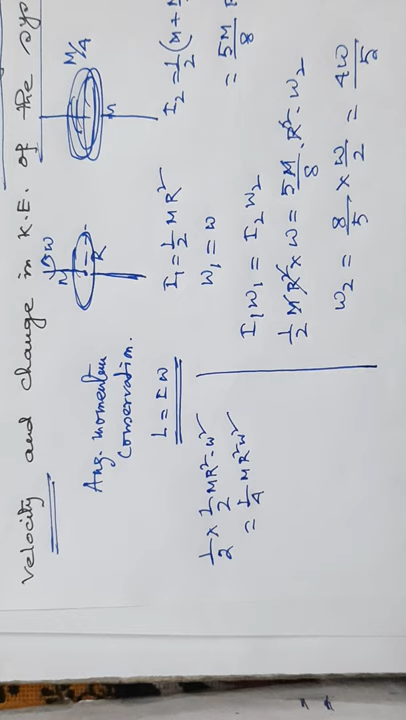 velocity and change in K.E. of the sys
M/4
M
ω
M
R
Ang. momentum
Conservation.
L = I ω
I₁ = ½ MR²
ω₁ = ω
I₂ = ½ (M +
= 5M/8
I₁ω₁ = I₂ω₂
½ MR² × ω = 5M/8 · R² · ω₂
ω₂ = 8/5 × ω/2 = 4ω/5
½ × ½ MR² · ω²
= ¼ MR²ω²